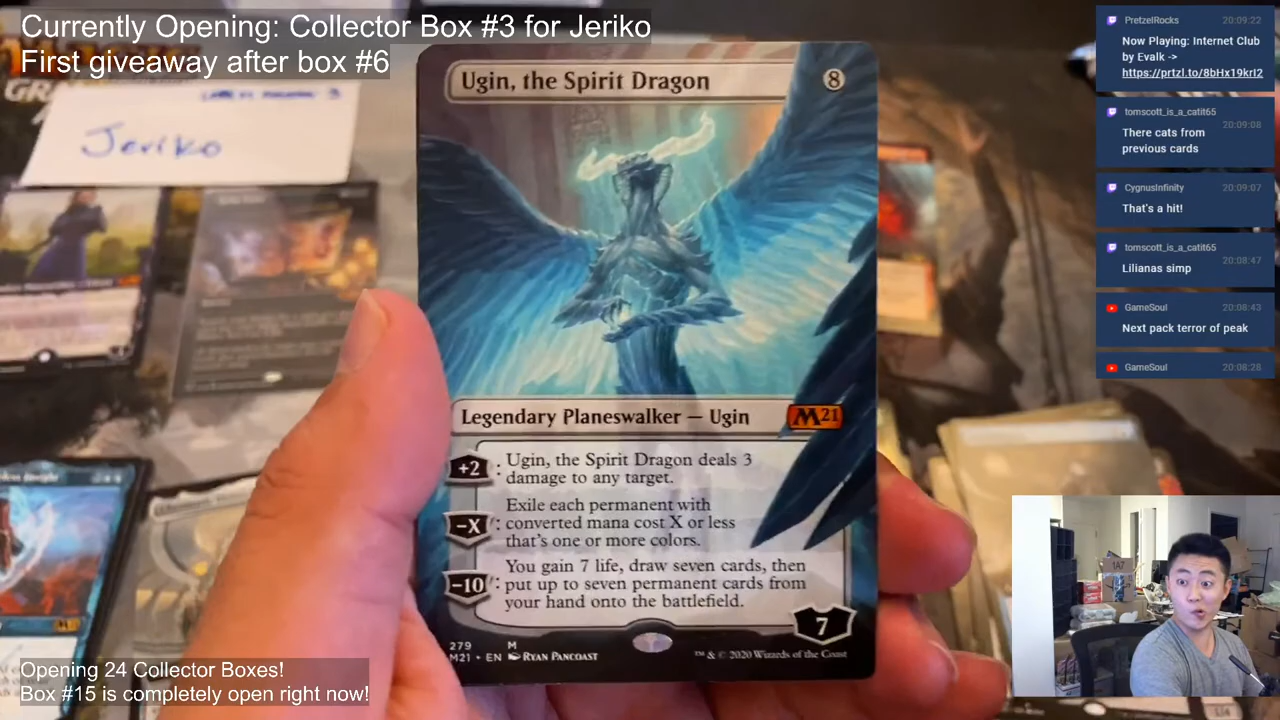 Currently Opening: Collector Box #3 for Jeriko
First giveaway after box #6
Jeriko
Ugin, the Spirit Dragon 8
Legendary Planeswalker — Ugin M21
+2: Ugin, the Spirit Dragon deals 3
damage to any target.
Exile each permanent with
−X: converted mana cost X or less
that's one or more colors.
You gain 7 life, draw seven cards, then
−10: put up to seven permanent cards from
your hand onto the battlefield.
7
279 M
M21 • EN RYAN PANCOAST
™ & © 2020 Wizards of the Coast
PretzelRocks 20:09:22
Now Playing: Internet Club
by Evalk ->
https://prtzl.to/8bHx19krI2
tomscott_is_a_catit65 20:09:08
There cats from
previous cards
CygnusInfinity 20:09:07
That's a hit!
tomscott_is_a_catit65 20:08:47
Lilianas simp
GameSoul 20:08:43
Next pack terror of peak
GameSoul 20:08:28
1A7
Opening 24 Collector Boxes!
Box #15 is completely open right now!